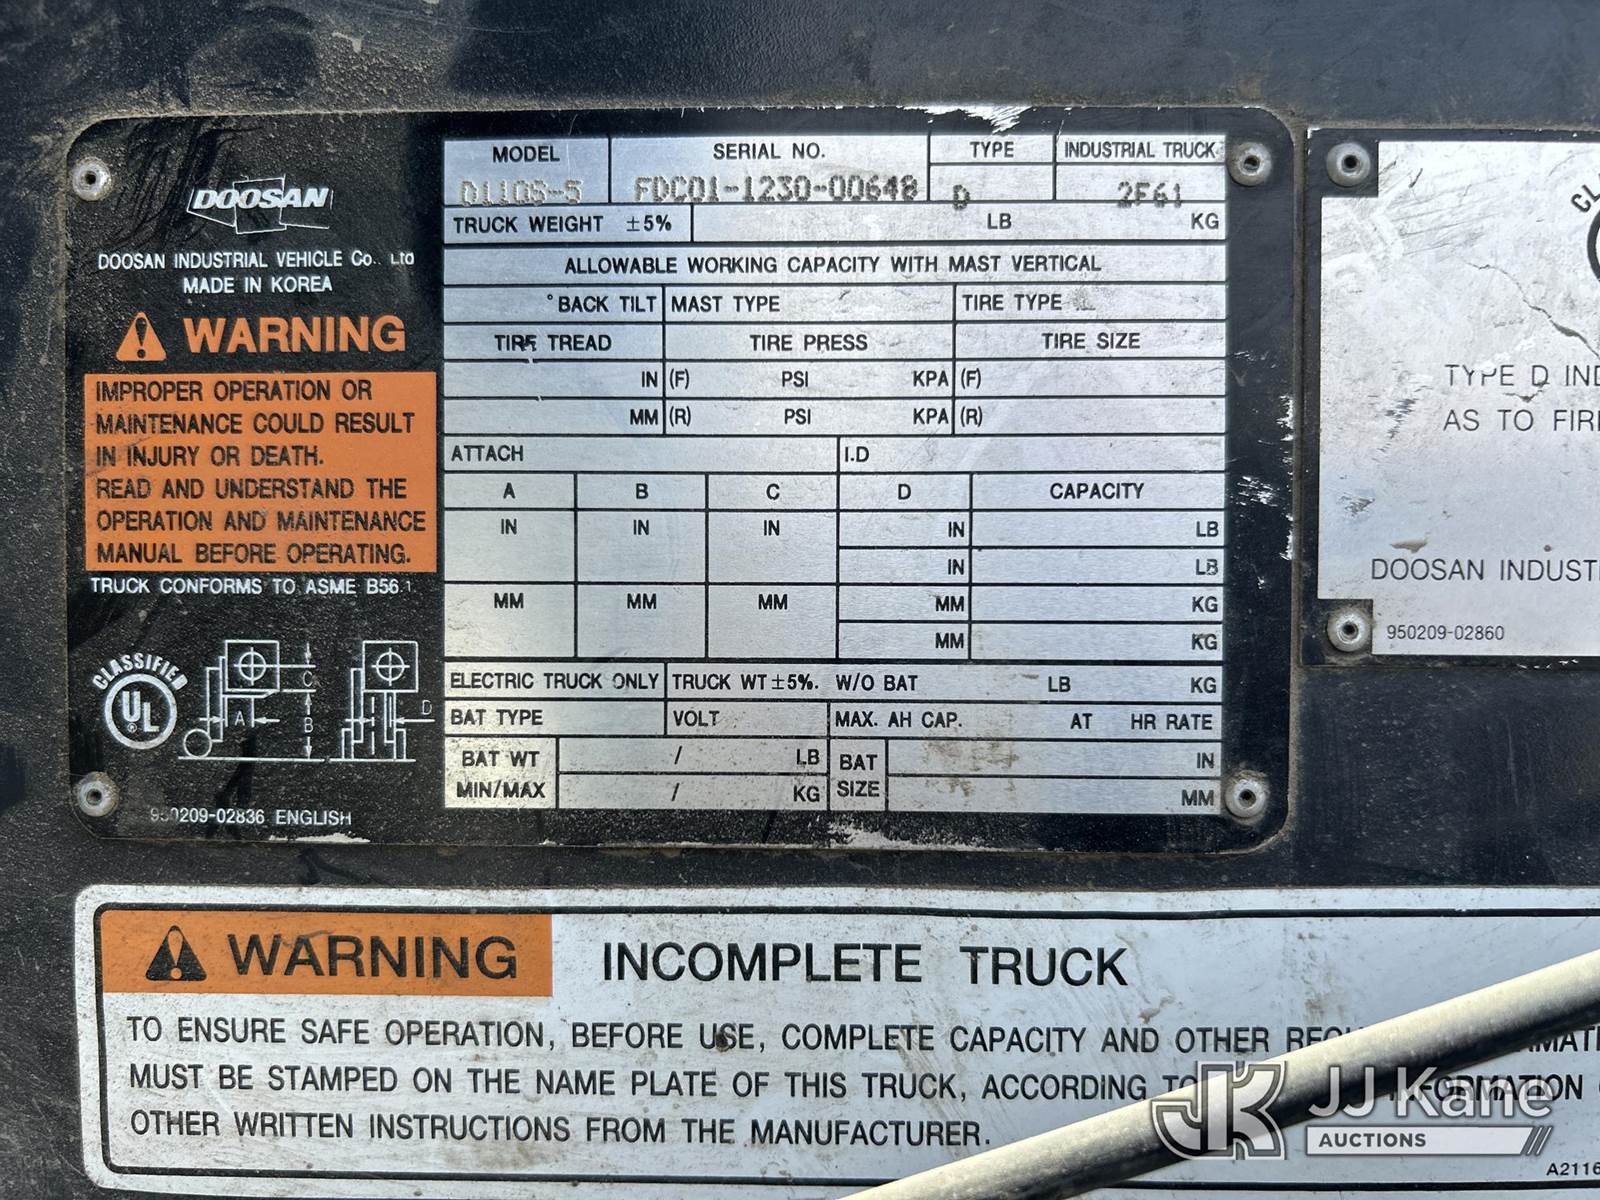 DOOSAN
DOOSAN INDUSTRIAL VEHICLE Co., Ltd
MADE IN KOREA
WARNING
IMPROPER OPERATION OR
MAINTENANCE COULD RESULT
IN INJURY OR DEATH.
READ AND UNDERSTAND THE
OPERATION AND MAINTENANCE
MANUAL BEFORE OPERATING.
TRUCK CONFORMS TO ASME B56.1
CLASSIFIED
UL
A B C D
950209-02836 ENGLISH
MODEL SERIAL NO. TYPE INDUSTRIAL TRUCK
D110S-5 FDC01-1230-00648 D 2F61
TRUCK WEIGHT ±5% LB KG
ALLOWABLE WORKING CAPACITY WITH MAST VERTICAL
°BACK TILT MAST TYPE TIRE TYPE
TIRE TREAD TIRE PRESS TIRE SIZE
IN (F) PSI KPA (F)
MM (R) PSI KPA (R)
ATTACH I.D
A B C D CAPACITY
IN IN IN IN LB
IN LB
MM MM MM MM KG
MM KG
ELECTRIC TRUCK ONLY TRUCK WT±5%. W/O BAT LB KG
BAT TYPE VOLT MAX. AH CAP. AT HR RATE
BAT WT / LB BAT IN
MIN/MAX / KG SIZE MM
TYPE D IND
AS TO FIR
DOOSAN INDUST
950209-02860
WARNING INCOMPLETE TRUCK
TO ENSURE SAFE OPERATION, BEFORE USE, COMPLETE CAPACITY AND OTHER
MUST BE STAMPED ON THE NAME PLATE OF THIS TRUCK, ACCORDING
OTHER WRITTEN INSTRUCTIONS FROM THE MANUFACTURER.
A2116
JK JJ Kane
AUCTIONS